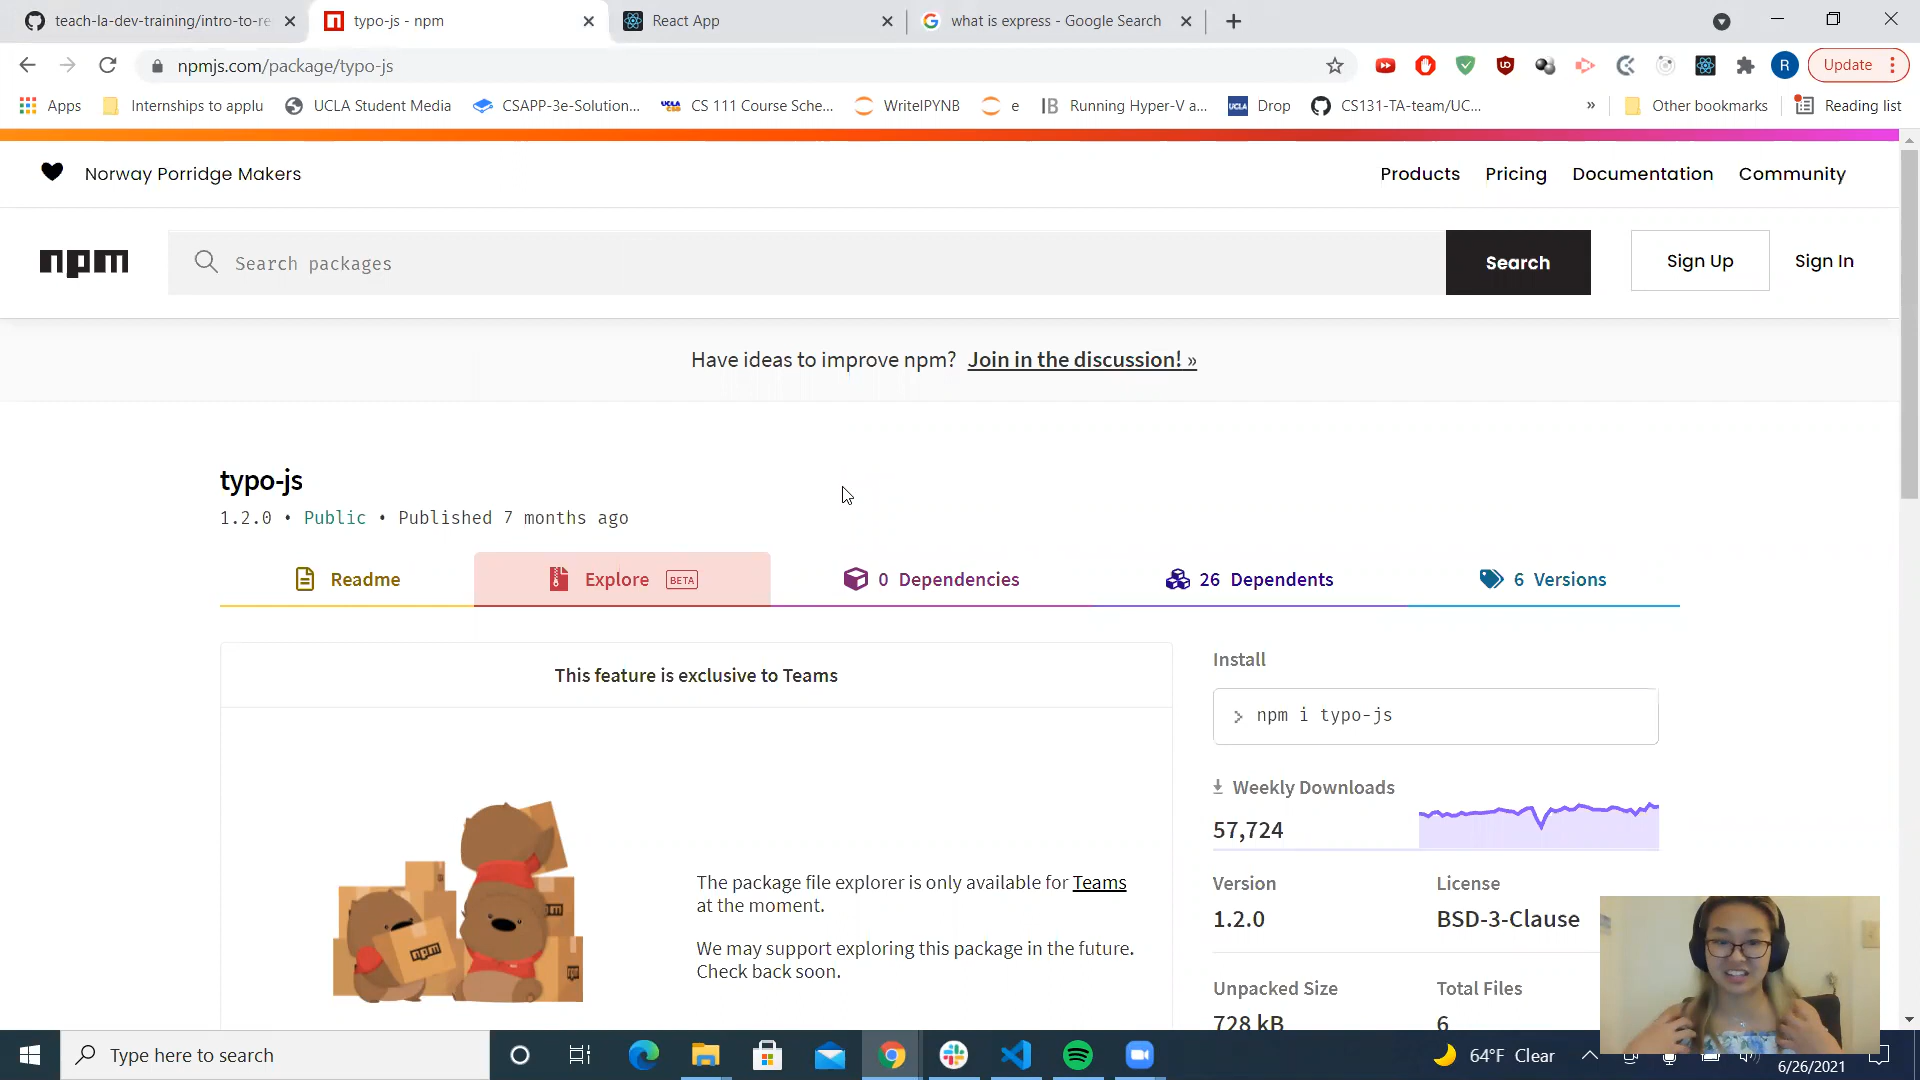 teach-la-dev-training/intro-to-re
typo-js - npm
React App
what is express - Google Search
npmjs.com/package/typo-js
Update
Apps
Internships to applu
UCLA Student Media
CSAPP-3e-Solution...
CS 111 Course Sche...
WriteIPYNB
e
Running Hyper-V a...
Drop
CS131-TA-team/UC...
»
Other bookmarks
Reading list
Norway Porridge Makers
Products
Pricing
Documentation
Community
npm
Search packages
Search
Sign Up
Sign In
Have ideas to improve npm? Join in the discussion! »
typo-js
1.2.0 • Public • Published 7 months ago
Readme
Explore BETA
0 Dependencies
26 Dependents
6 Versions
This feature is exclusive to Teams
Install
> npm i typo-js
Weekly Downloads
57,724
The package file explorer is only available for Teams
at the moment.
We may support exploring this package in the future.
Check back soon.
npm
Version
1.2.0
License
BSD-3-Clause
Unpacked Size
728 kB
Total Files
6
Type here to search
64°F Clear
6/26/2021